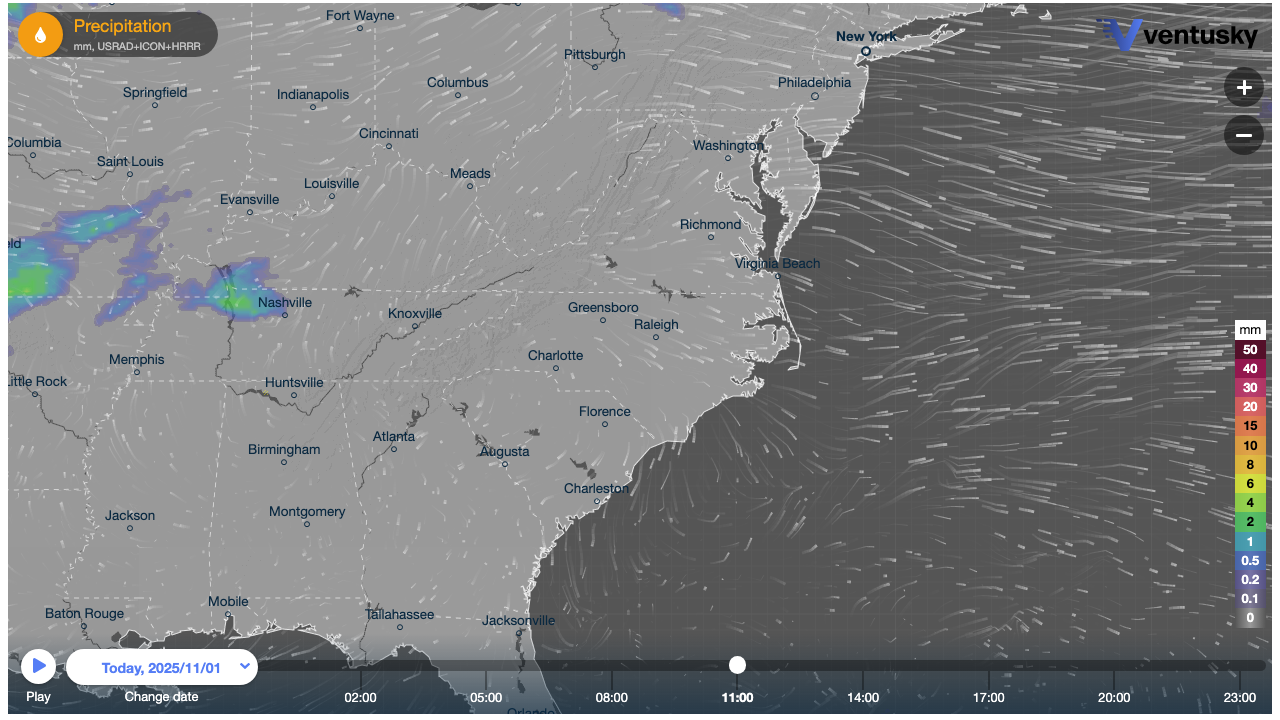 Precipitation
mm, USRAD+ICON+HRRR
Fort Wayne
New York
ventusky
Pittsburgh
Columbus
Philadelphia
Springfield
Indianapolis
+
Cincinnati
−
Columbia
Washington
Saint Louis
Meads
Louisville
Evansville
Richmond
eld
Virginia Beach
Nashville
Greensboro
Knoxville
Raleigh
mm
50
Charlotte
Memphis
40
Little Rock
Huntsville
30
Florence
20
15
Atlanta
10
Birmingham
Augusta
8
6
Charleston
4
Jackson
Montgomery
2
1
0.5
0.2
Mobile
0.1
Baton Rouge
Tallahassee
Jacksonville
0
Today, 2025/11/01
Play
Change date
02:00
05:00
08:00
11:00
14:00
17:00
20:00
23:00
Orlando